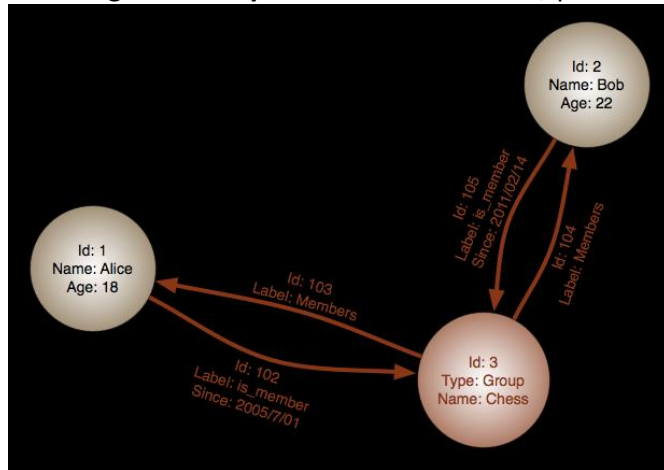 Id: 2
Name: Bob
Age: 22
Id: 105
Label: is_member
Since: 2011/02/14
Id: 104
Label: Members
Id: 1
Name: Alice
Age: 18
Id: 103
Label: Members
Id: 102
Label: is_member
Since: 2005/7/01
Id: 3
Type: Group
Name: Chess